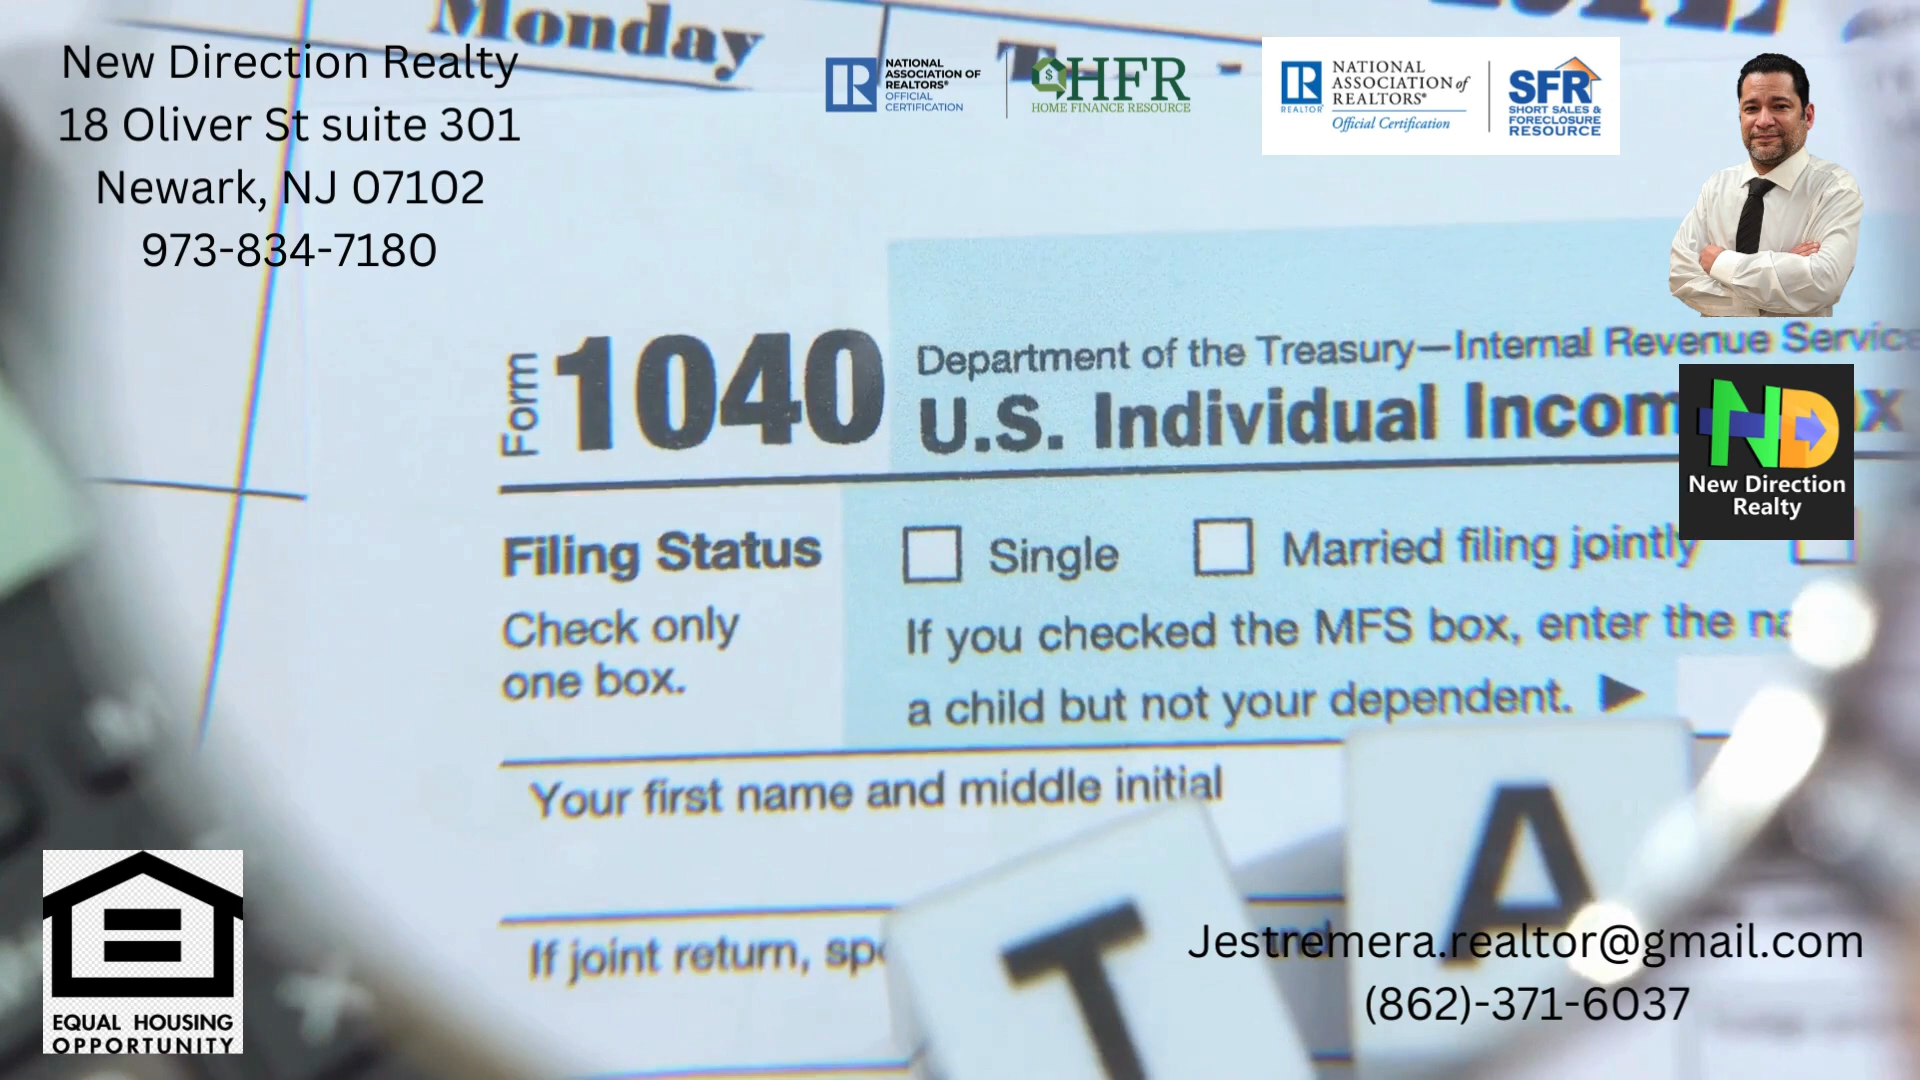 Monday
New Direction Realty
18 Oliver St suite 301
Newark, NJ 07102
973-834-7180
NATIONAL
ASSOCIATION OF
REALTORS®
OFFICIAL
CERTIFICATION
HFR
HOME FINANCE RESOURCE
REALTOR
NATIONAL
ASSOCIATION of
REALTORS®
Official Certification
SFR
SHORT SALES &
FORECLOSURE
RESOURCE
Form 1040
Department of the Treasury—Internal Revenue Service
U.S. Individual
ND
New Direction
Realty
Filing Status
Check only
one box.
Single
Married filing jointly
If you checked the MFS box, enter the
a child but not your dependent. ▶
Your first name and middle initial
If joint return,
T
A
Jestremera.realtor@gmail.com
(862)-371-6037
EQUAL HOUSING
OPPORTUNITY